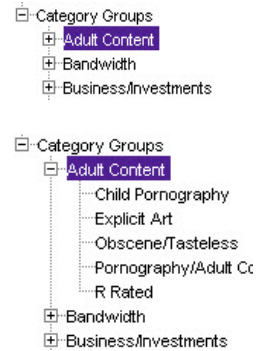 Category Groups
Adult Content
Bandwidth
Business/Investments
Category Groups
Adult Content
Child Pornography
Explicit Art
Obscene/Tasteless
Pornography/Adult Co
R Rated
Bandwidth
Business/Investments